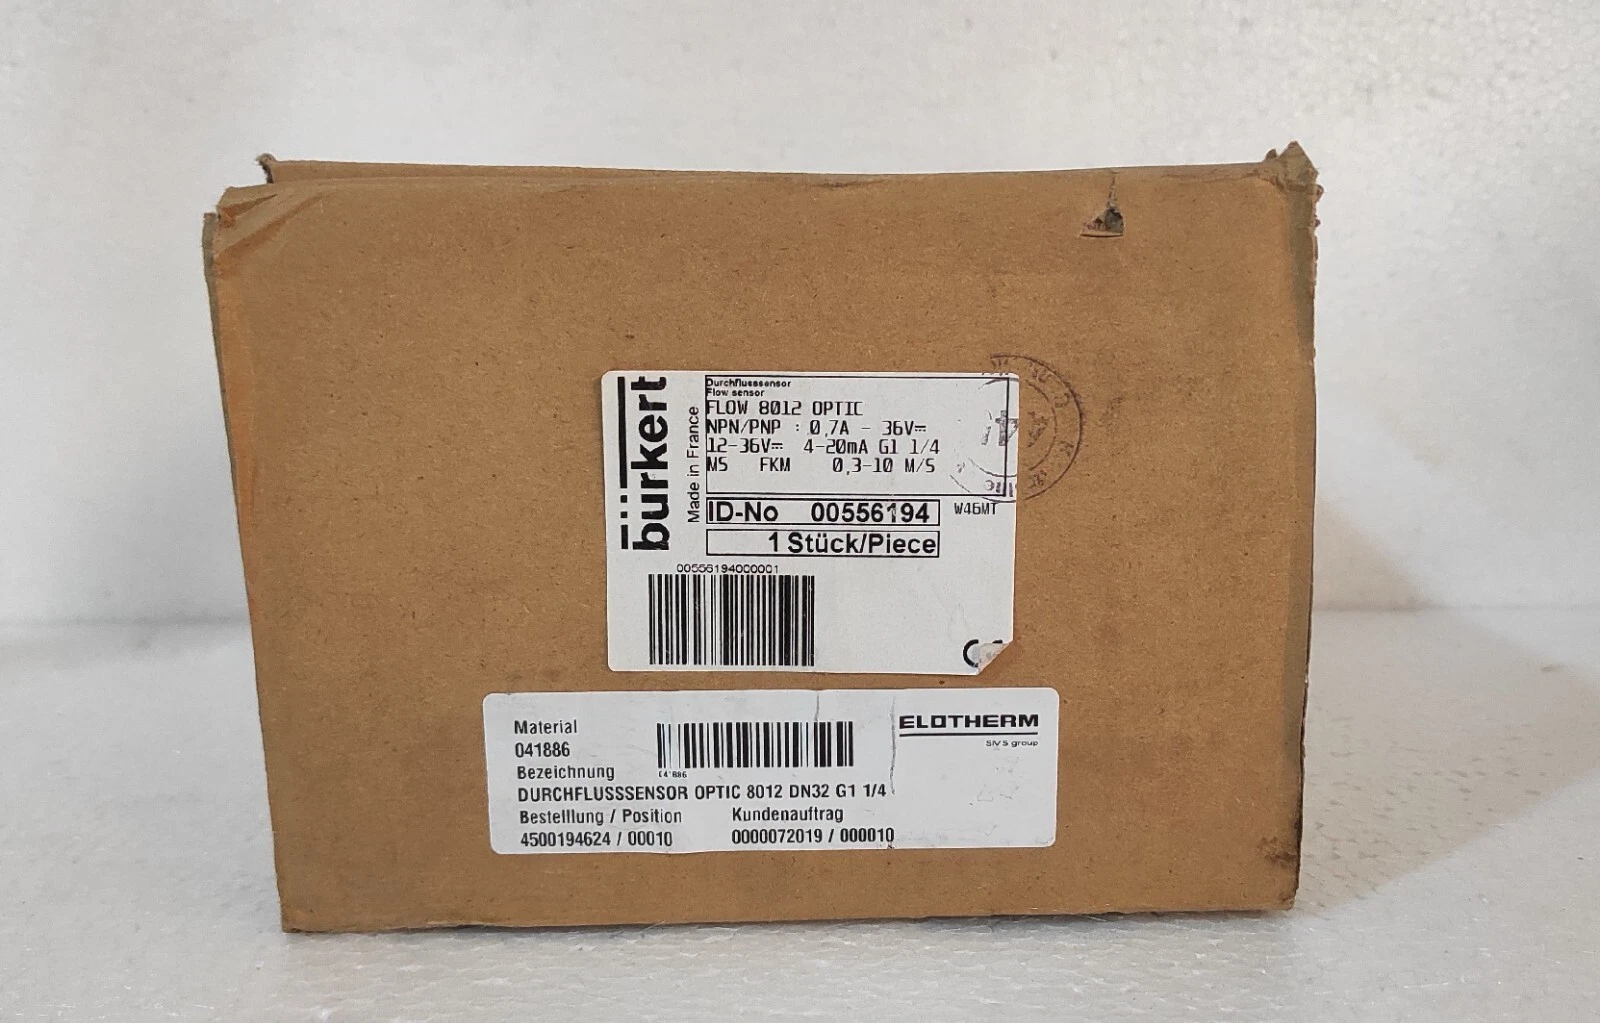 bürkert
Made in France
Durchflusssensor
Flow sensor
FLOW 8012 OPTIC
NPN/PNP : 0,7A - 36V⎓
12-36V⎓ 4-20mA G1 1/4
MS FKM 0,3-10 M/S
ID-No 00556194
W46MT
1 Stück/Piece
00556194000001
Material
041886
ELOTHERM
SMS group
Bezeichnung
DURCHFLUSSSENSOR OPTIC 8012 DN32 G1 1/4
Bestelllung / Position Kundenauftrag
4500194624 / 00010 0000072019 / 000010